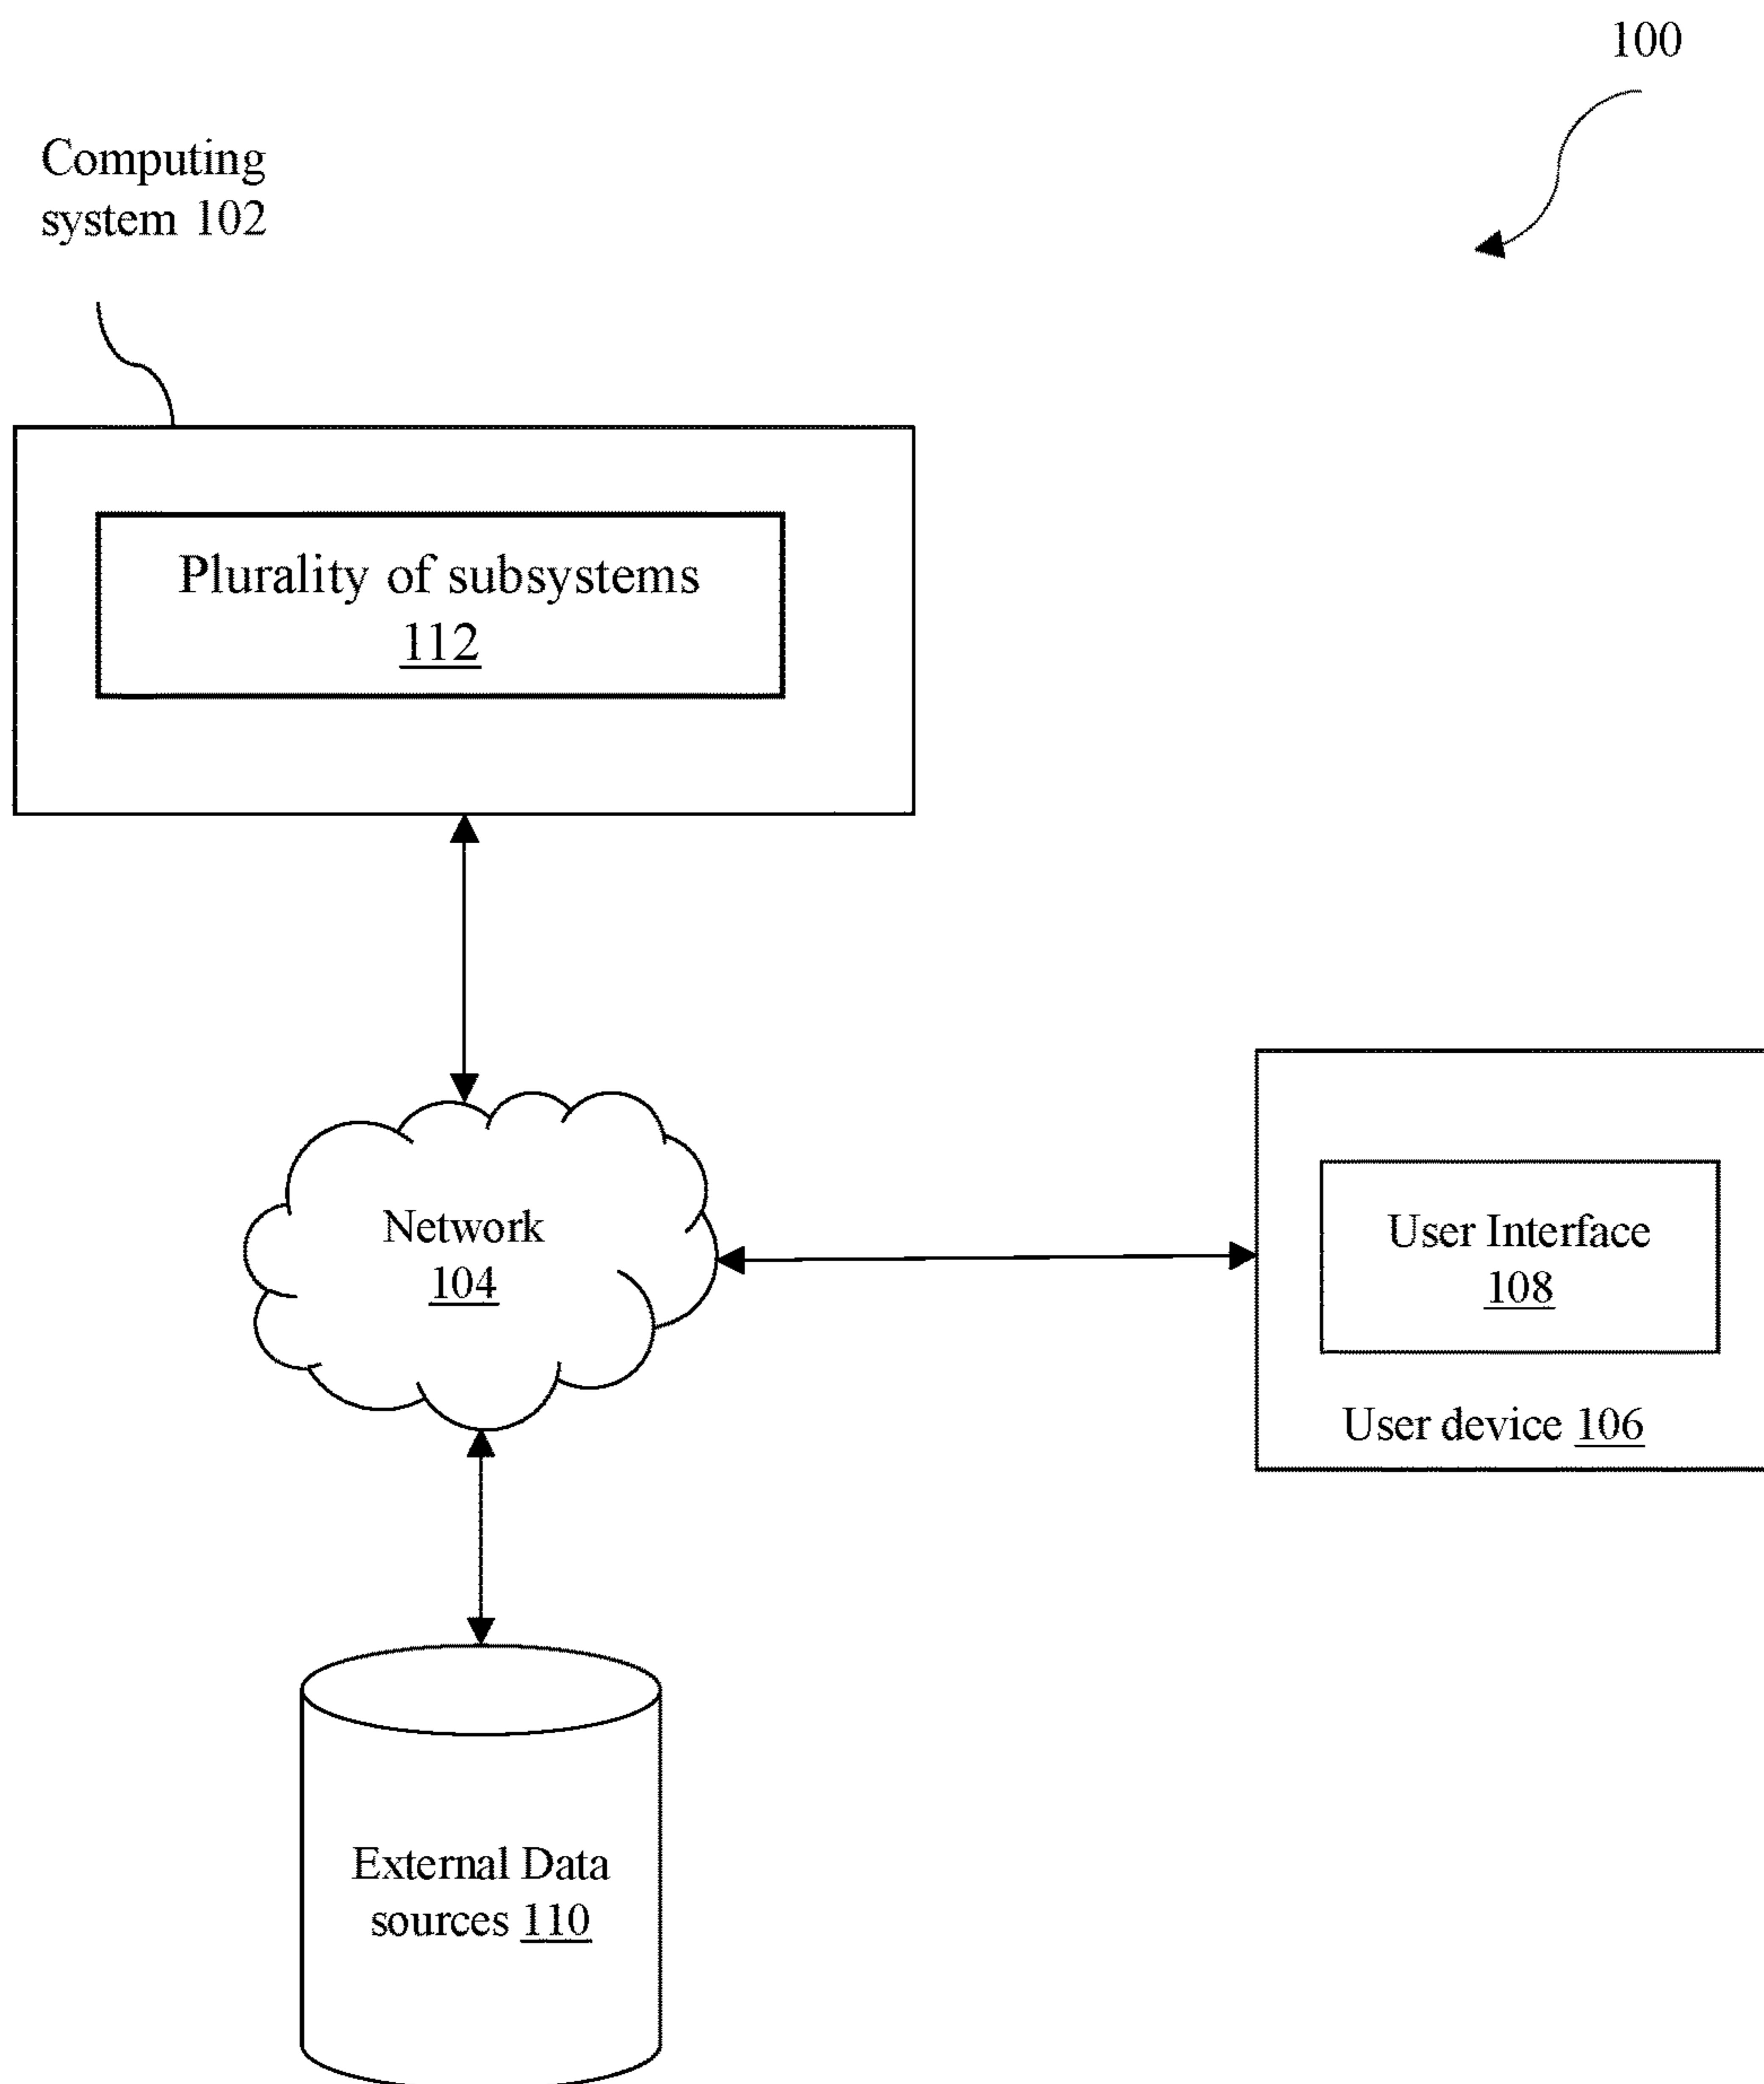 100
Computing
system 102
Plurality of subsystems
112
Network
104
User Interface
108
User device 106
External Data
sources 110